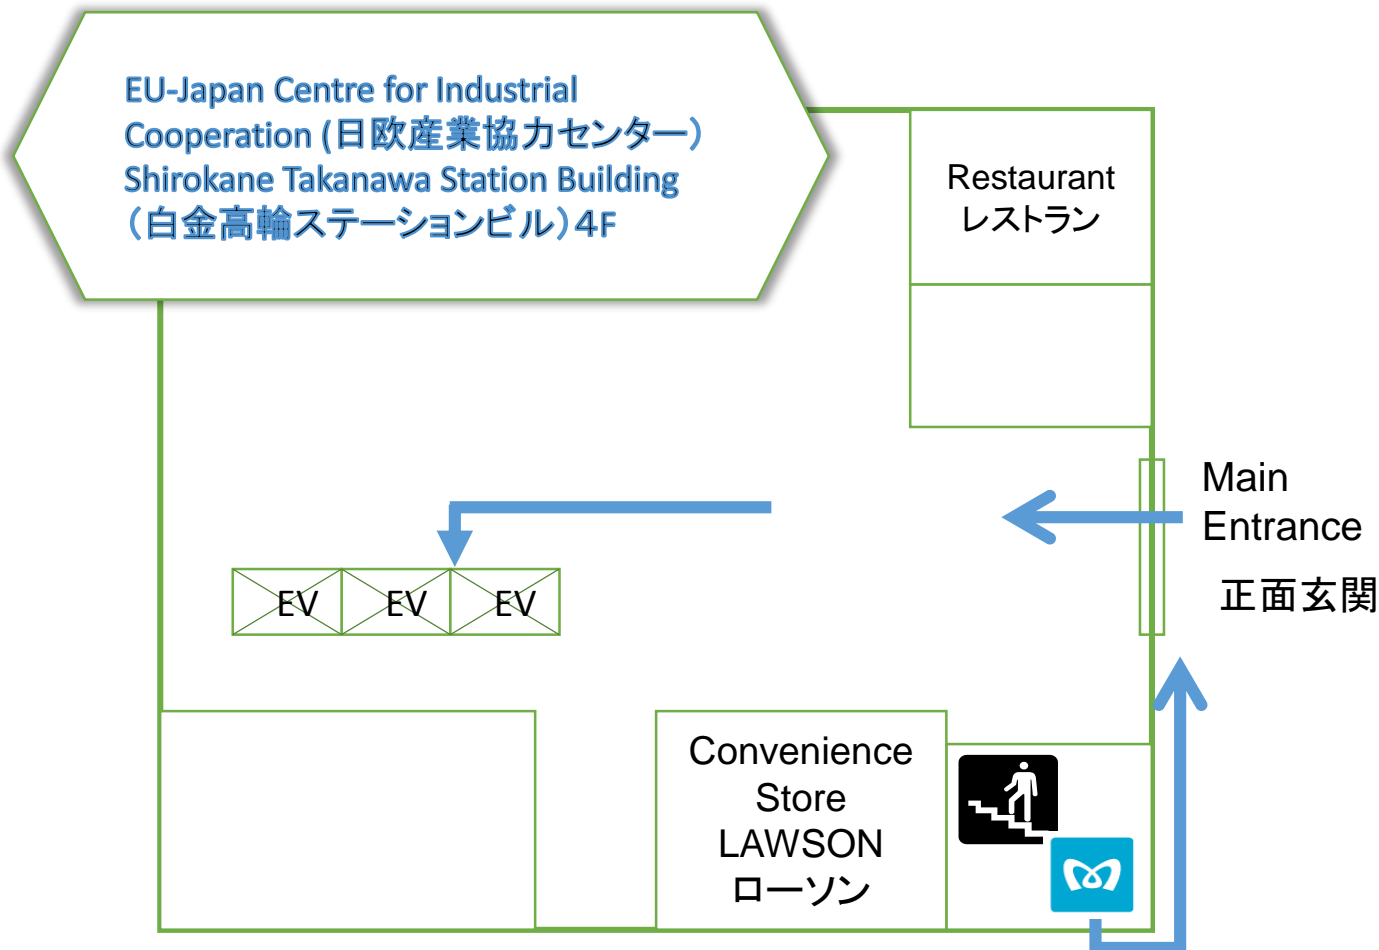 EU-Japan Centre for Industrial
Cooperation (日欧産業協力センター）
Shirokane Takanawa Station Building
（白金高輪ステーションビル）４F
Restaurant
レストラン
Main
Entrance
正面玄関
EV
EV
EV
Convenience
Store
LAWSON
ローソン